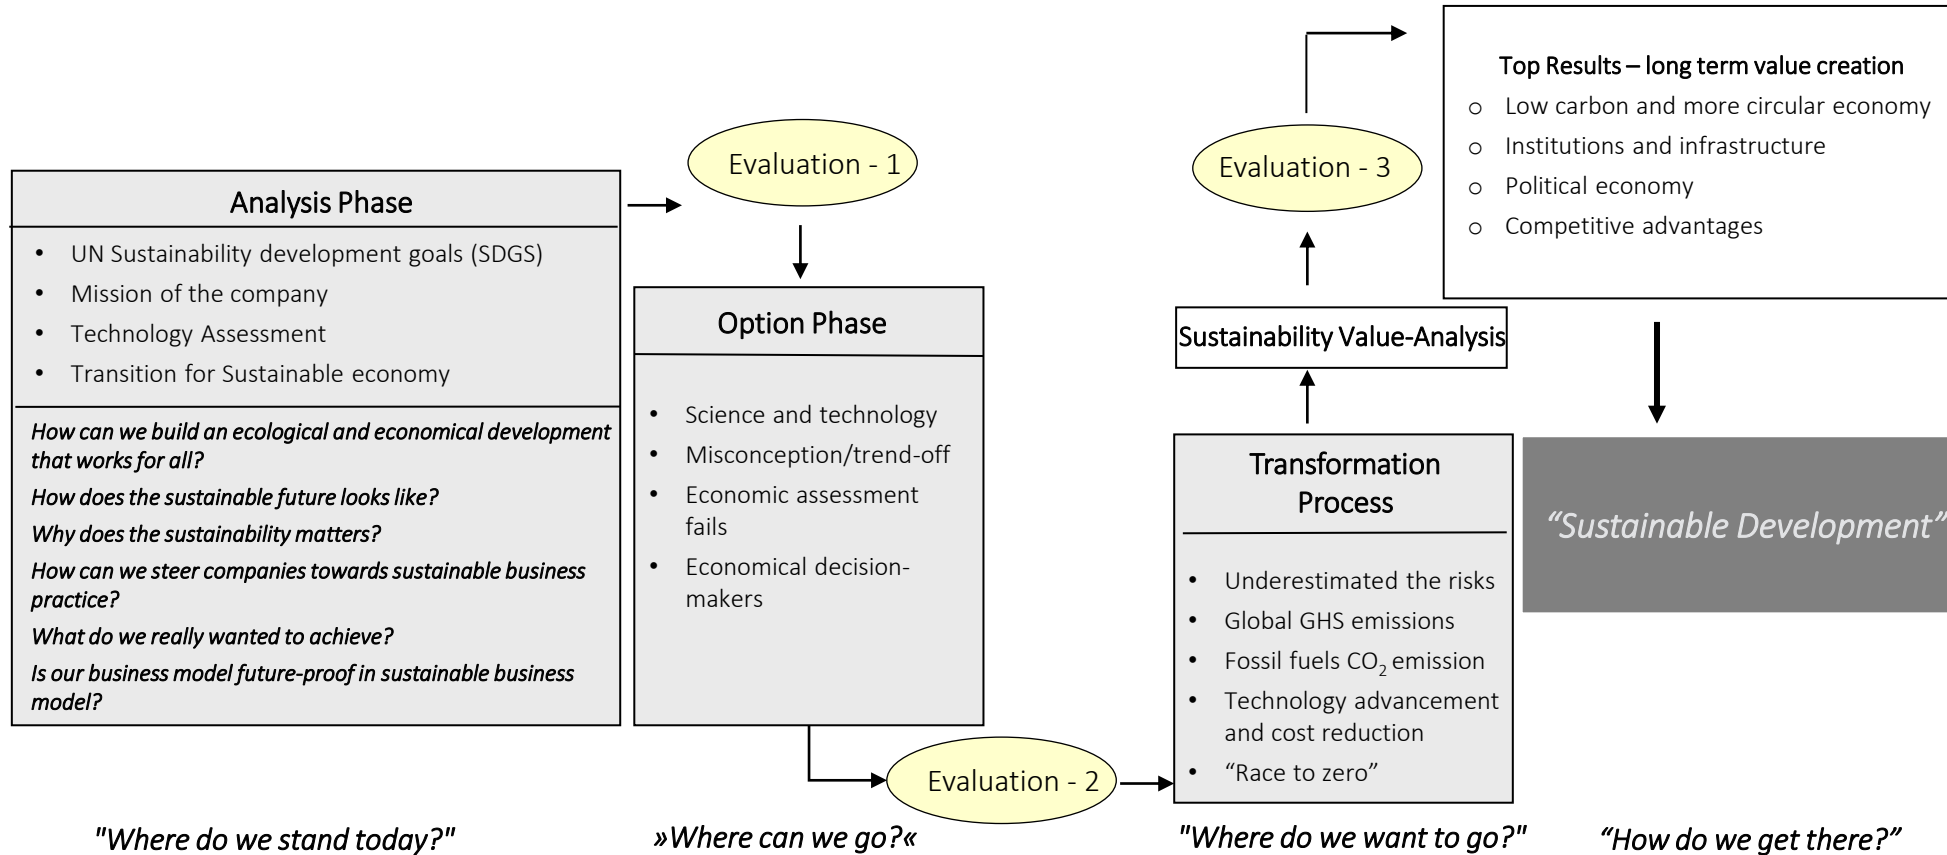 Analysis Phase
• UN Sustainability development goals (SDGS)
• Mission of the company
• Technology Assessment
• Transition for Sustainable economy
How can we build an ecological and economical development
that works for all?
How does the sustainable future looks like?
Why does the sustainability matters?
How can we steer companies towards sustainable business
practice?
What do we really wanted to achieve?
Is our business model future-proof in sustainable business
model?
"Where do we stand today?"
Evaluation - 1
Option Phase
• Science and technology
• Misconception/trend-off
• Economic assessment
fails
• Economical decision-
makers
»Where can we go?«
Evaluation - 2
Transformation
Process
• Underestimated the risks
• Global GHS emissions
• Fossil fuels CO₂ emission
• Technology advancement
and cost reduction
• “Race to zero”
"Where do we want to go?"
Sustainability Value-Analysis
Evaluation - 3
Top Results – long term value creation
o Low carbon and more circular economy
o Institutions and infrastructure
o Political economy
o Competitive advantages
“Sustainable Development”
“How do we get there?”